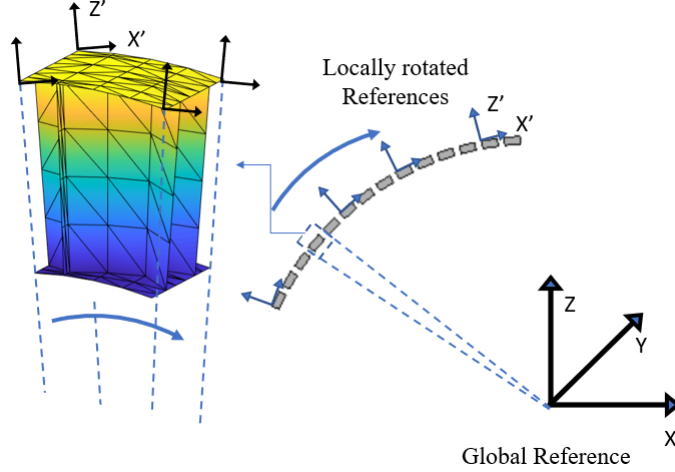 Z'
X'
Locally rotated
References
Z'
X'
Z
Y
X
Global Reference